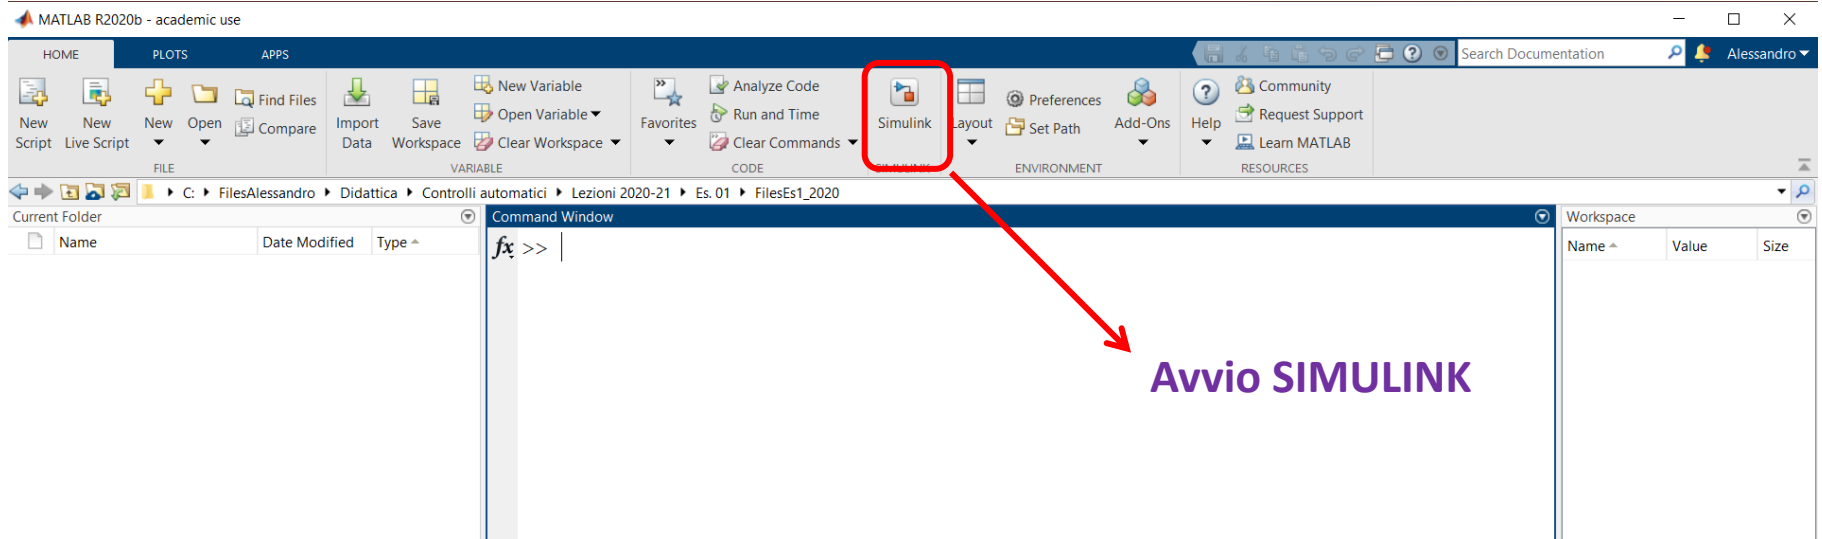 MATLAB R2020b - academic use
HOME PLOTS APPS
Search Documentation
Alessandro
New Script
New Live Script
New
Open
Find Files
Compare
FILE
Import Data
Save Workspace
New Variable
Open Variable
Clear Workspace
VARIABLE
Favorites
Analyze Code
Run and Time
Clear Commands
CODE
Simulink
SIMULINK
Layout
Preferences
Set Path
Add-Ons
ENVIRONMENT
Help
Community
Request Support
Learn MATLAB
RESOURCES
C: FilesAlessandro Didattica Controlli automatici Lezioni 2020-21 Es. 01 FilesEs1_2020
Current Folder
Name Date Modified Type
Command Window
fx >>
Workspace
Name Value Size
Avvio SIMULINK